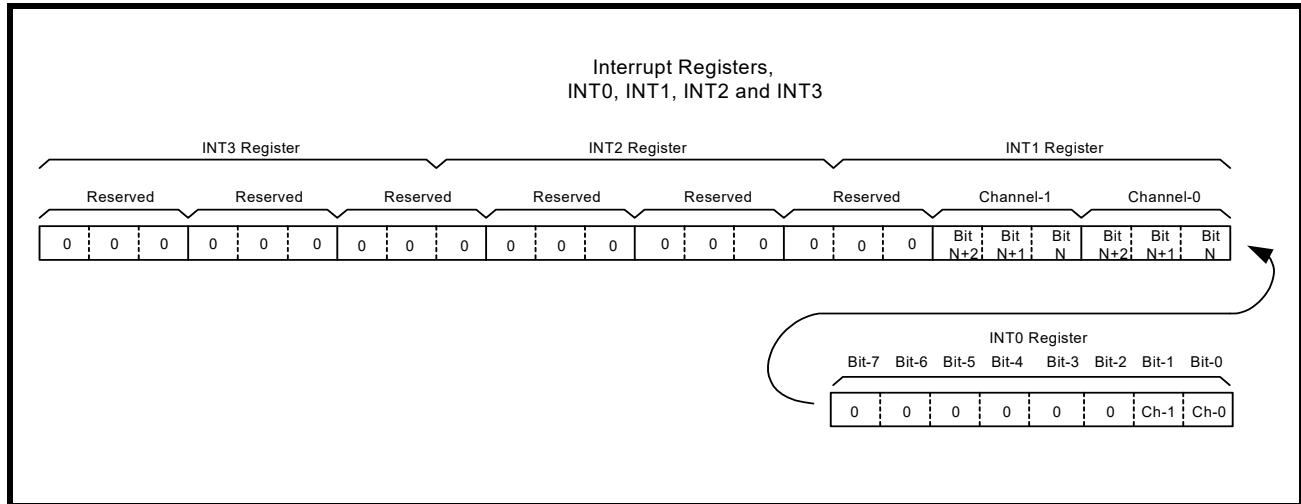 Interrupt Registers,
INT0, INT1, INT2 and INT3
INT3 Register INT2 Register INT1 Register
Reserved Reserved Reserved Reserved Reserved Reserved Channel-1 Channel-0
0 0 0 0 0 0 0 0 0 0 0 0 0 0 0 0 0 0 Bit N+2 Bit N+1 Bit N Bit N+2 Bit N+1 Bit N
INT0 Register
Bit-7 Bit-6 Bit-5 Bit-4 Bit-3 Bit-2 Bit-1 Bit-0
0 0 0 0 0 0 Ch-1 Ch-0